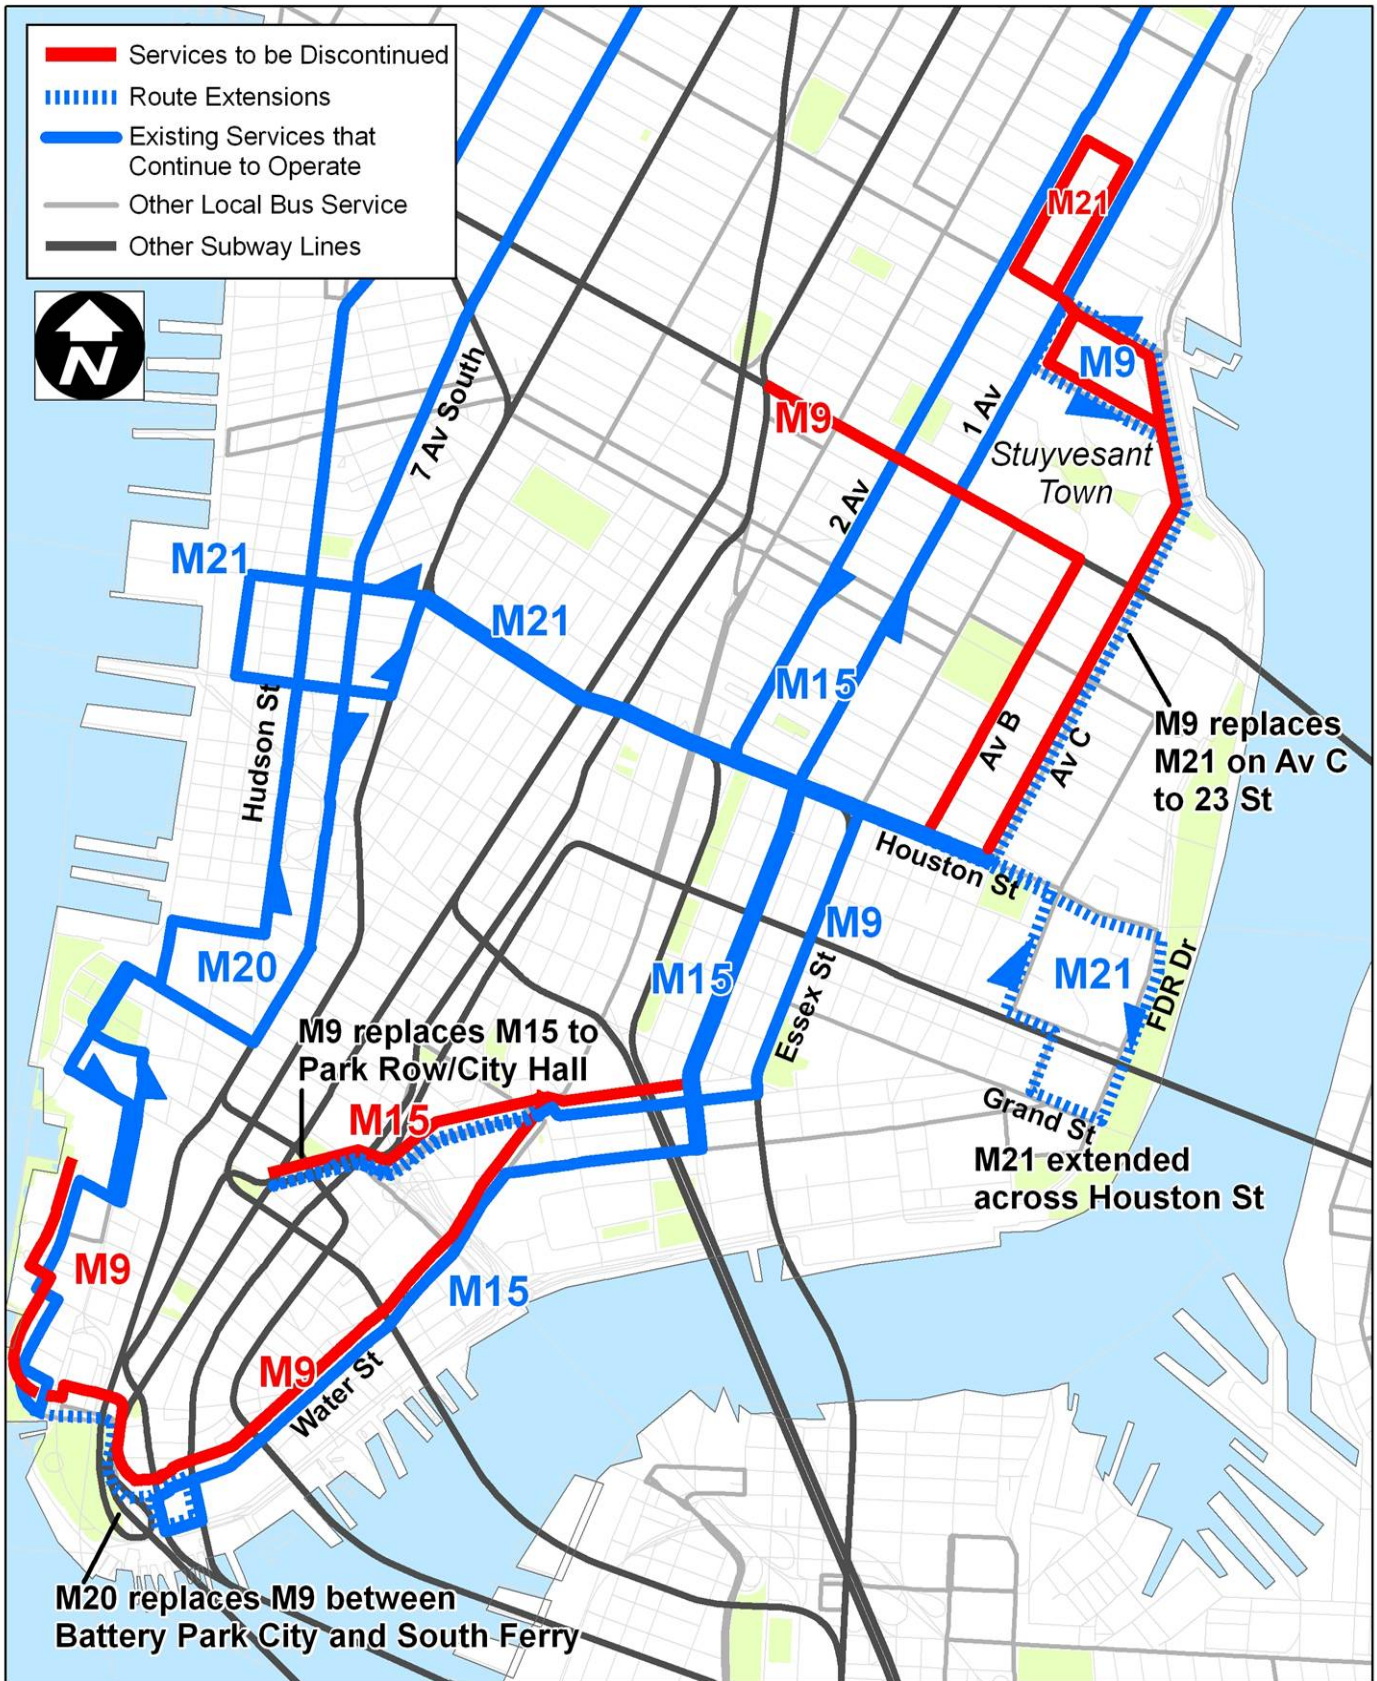 Services to be Discontinued
Route Extensions
Existing Services that
Continue to Operate
Other Local Bus Service
Other Subway Lines
N
M21
M9
M9
7 Av South
1 Av
Stuyvesant
Town
2 Av
M21
M21
M15
Hudson St
Av B
Av C
M9 replaces
M21 on Av C
to 23 St
Houston St
M9
M20
M15
Essex St
M21
FDR Dr
M9 replaces M15 to
Park Row/City Hall
M15
Grand St
M21 extended
across Houston St
M9
M15
M9
Water St
M20 replaces M9 between
Battery Park City and South Ferry